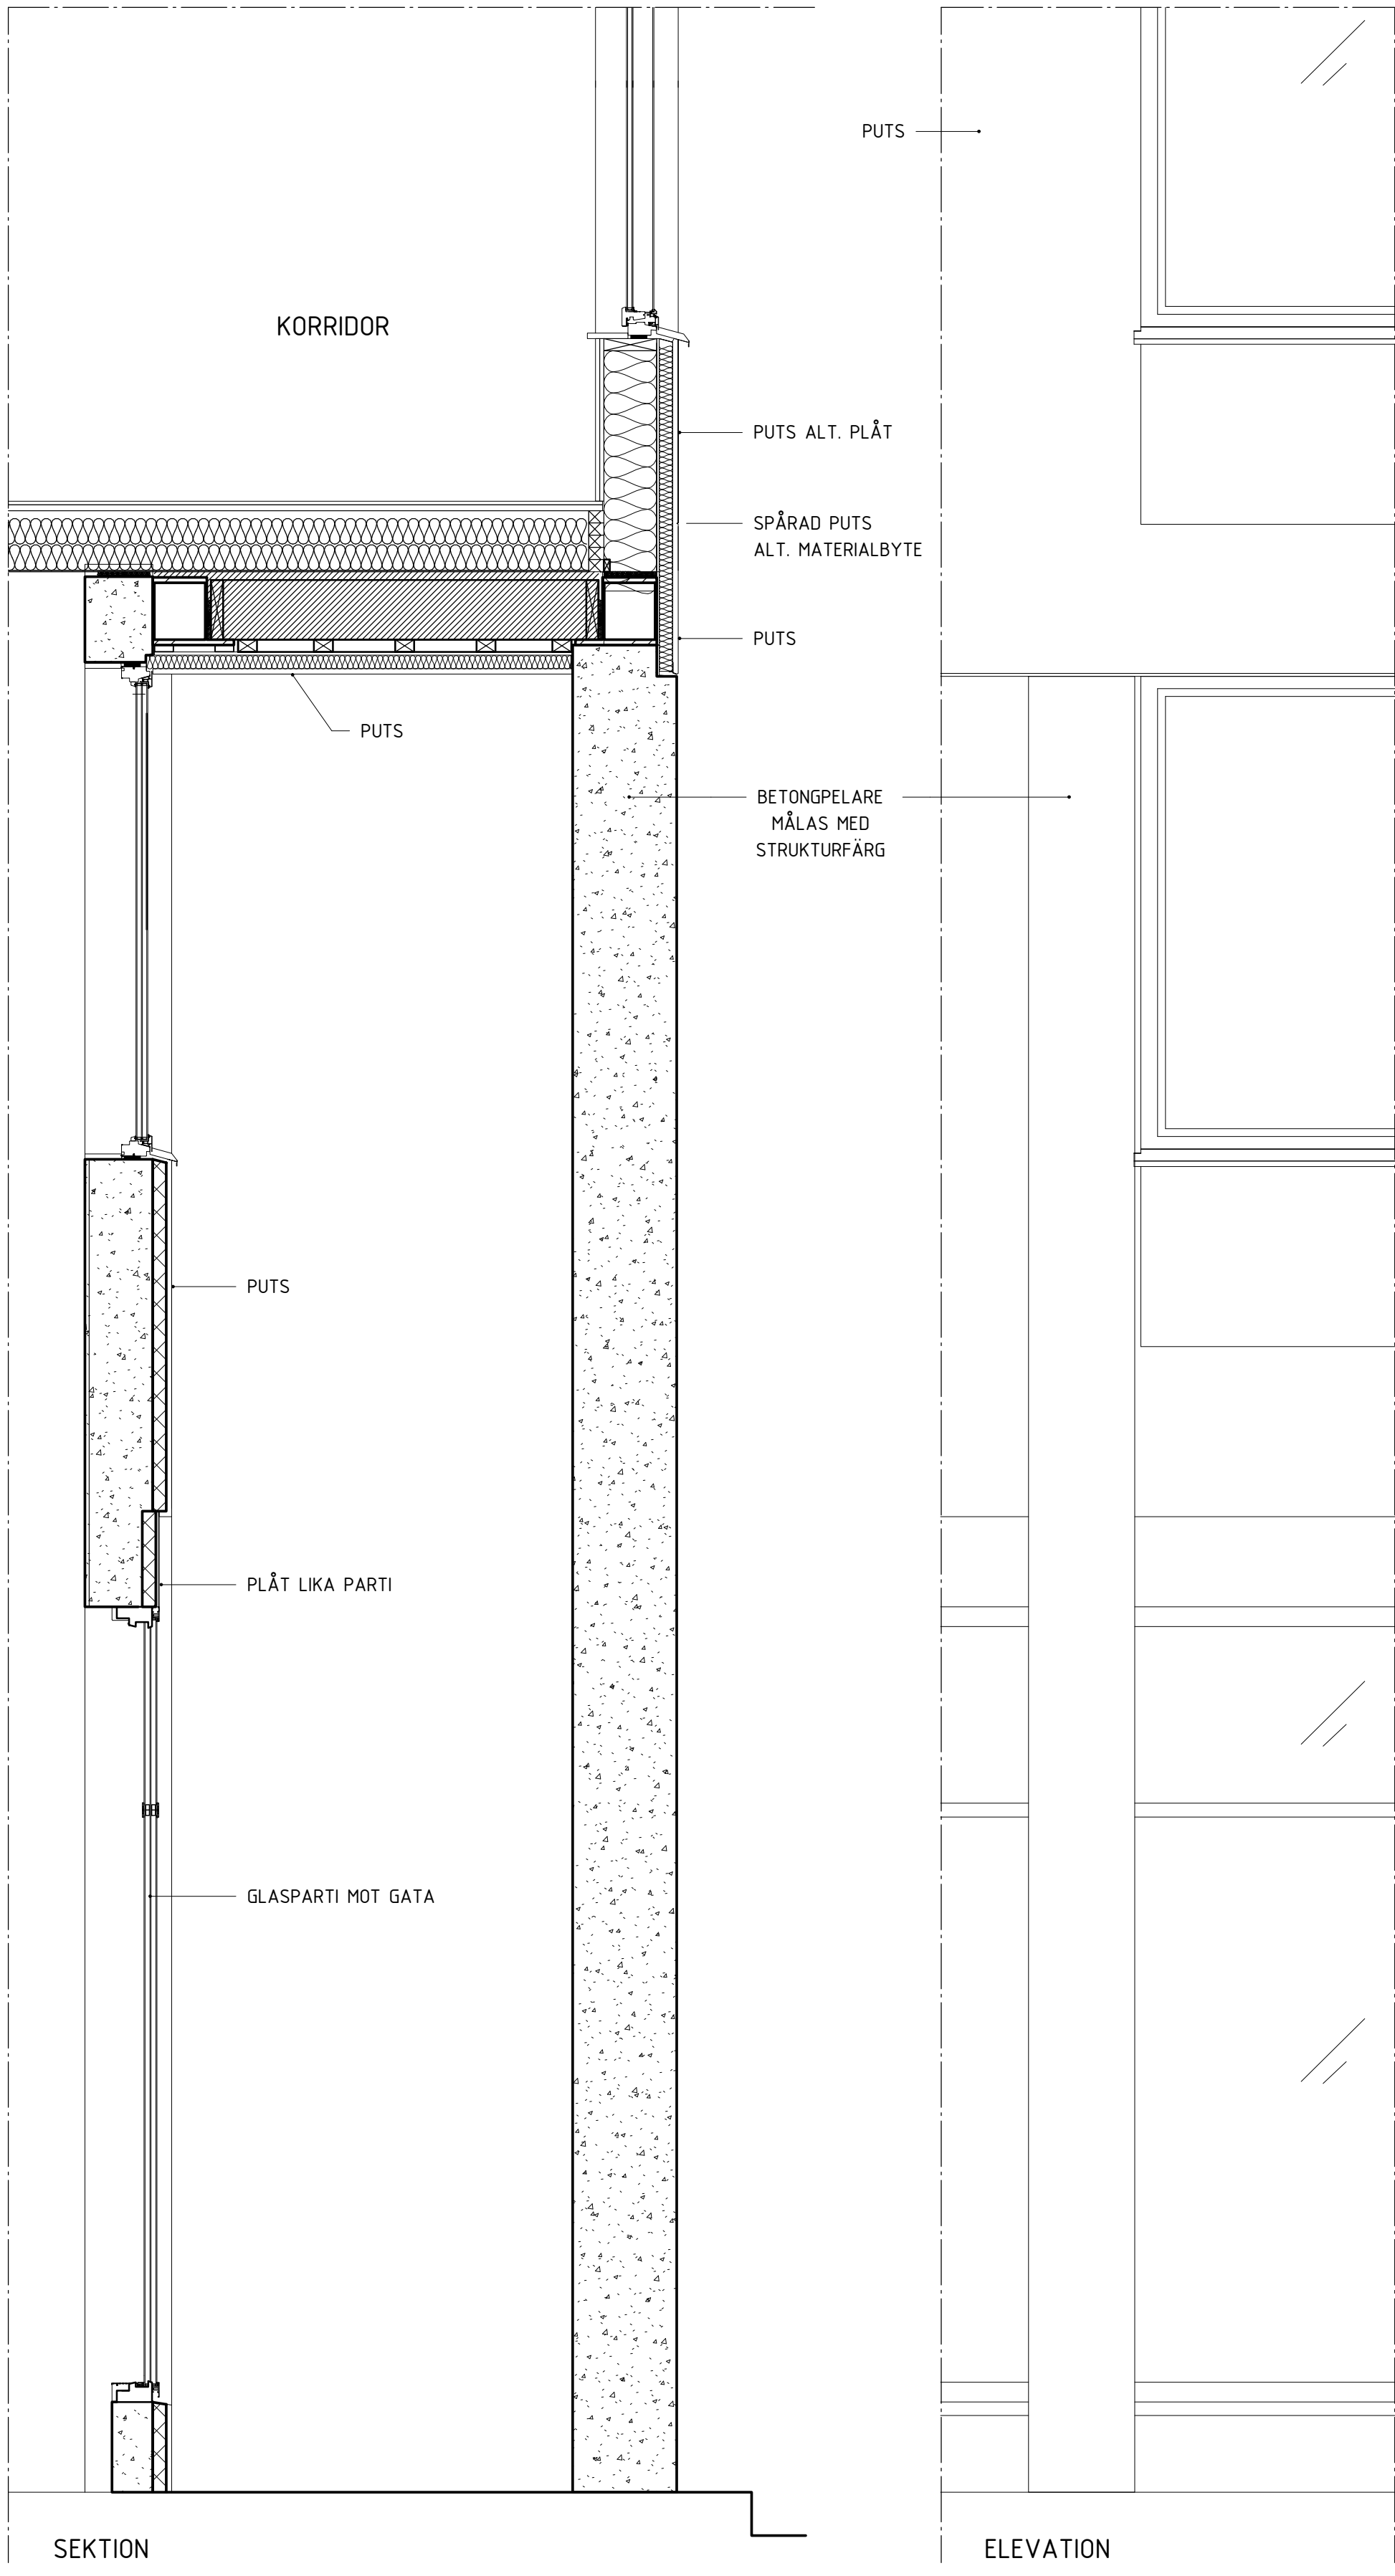 PUTS
KORRIDOR
PUTS ALT. PLÅT
SPÅRAD PUTS
ALT. MATERIALBYTE
PUTS
PUTS
BETONGPELARE
MÅLAS MED
STRUKTURFÄRG
PUTS
PLÅT LIKA PARTI
GLASPARTI MOT GATA
SEKTION
ELEVATION